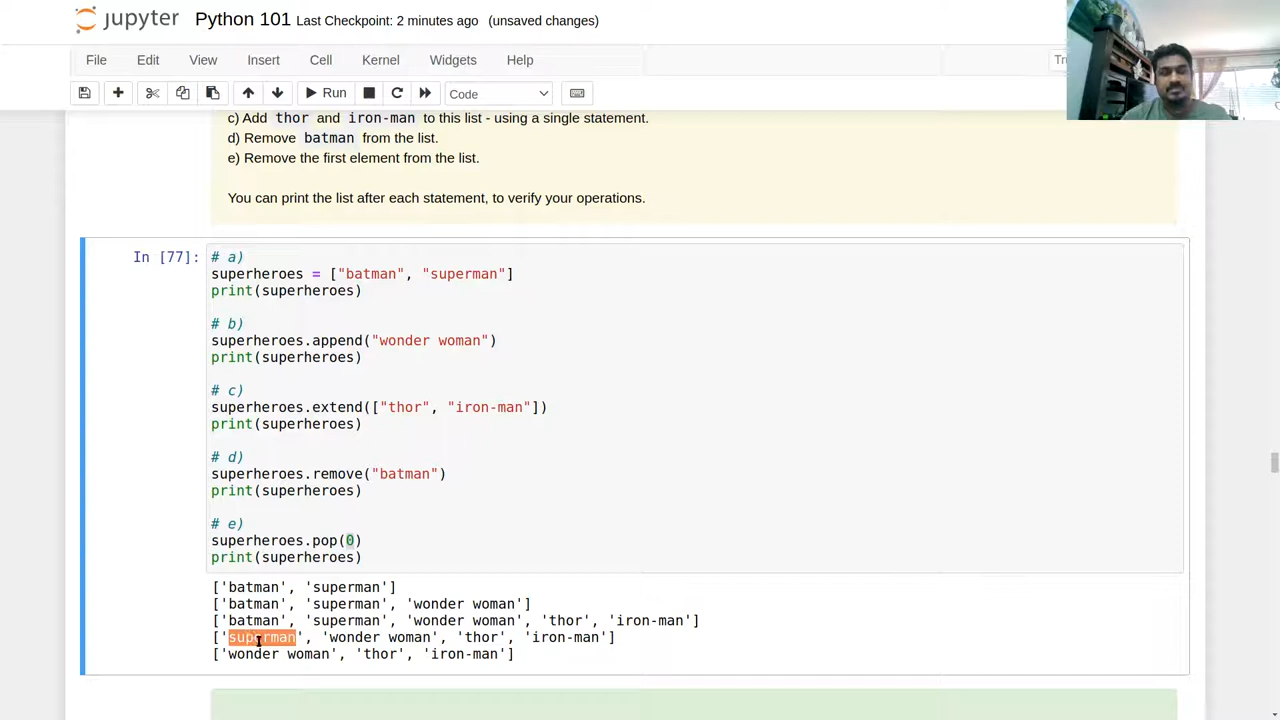 jupyter Python 101 Last Checkpoint: 2 minutes ago (unsaved changes)
File Edit View Insert Cell Kernel Widgets Help
Run Code
c) Add thor and iron-man to this list - using a single statement.
d) Remove batman from the list.
e) Remove the first element from the list.
You can print the list after each statement, to verify your operations.
In [77]:
# a)
superheroes = ["batman", "superman"]
print(superheroes)
# b)
superheroes.append("wonder woman")
print(superheroes)
# c)
superheroes.extend(["thor", "iron-man"])
print(superheroes)
# d)
superheroes.remove("batman")
print(superheroes)
# e)
superheroes.pop(0)
print(superheroes)
['batman', 'superman']
['batman', 'superman', 'wonder woman']
['batman', 'superman', 'wonder woman', 'thor', 'iron-man']
['superman', 'wonder woman', 'thor', 'iron-man']
['wonder woman', 'thor', 'iron-man']